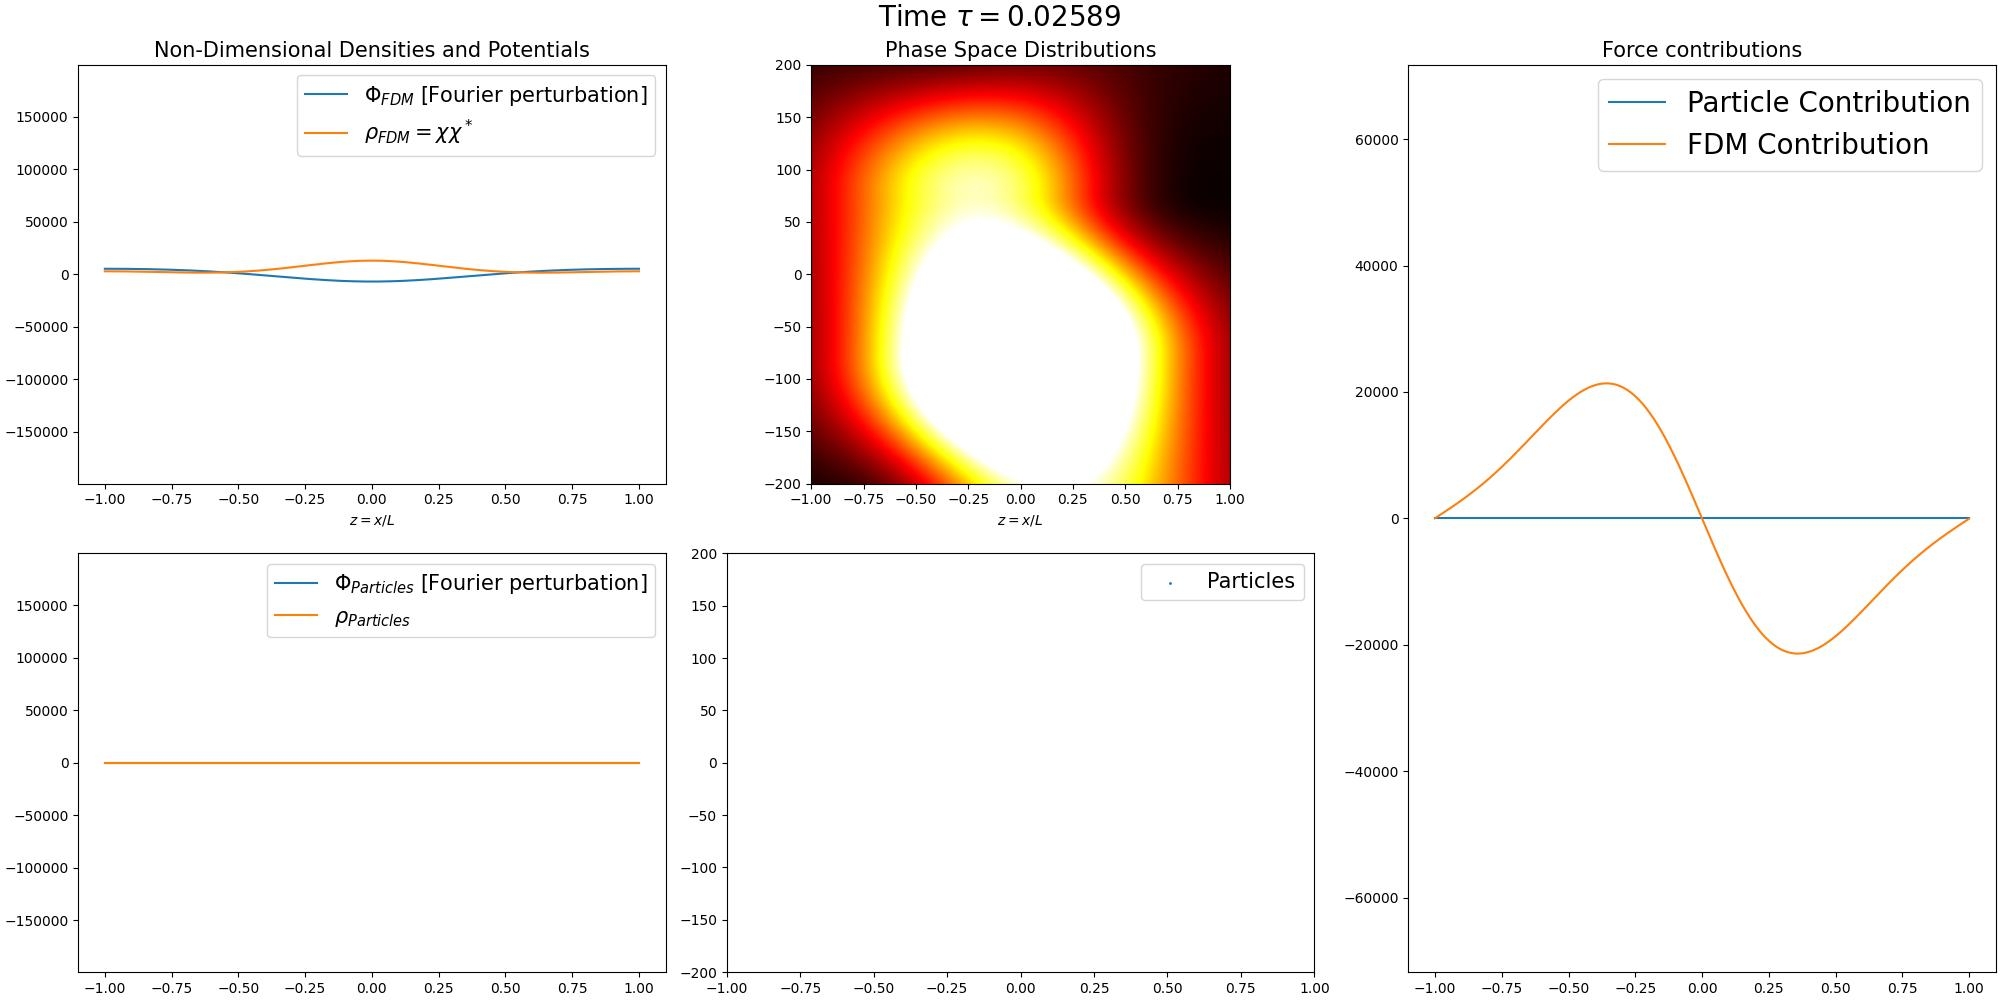 Time τ = 0.02589
Non-Dimensional Densities and Potentials
150000
100000
50000
0
−50000
−100000
−150000
Φ_FDM [Fourier perturbation]
ρ_FDM = χχ*
−1.00 −0.75 −0.50 −0.25 0.00 0.25 0.50 0.75 1.00
z = x/L
Phase Space Distributions
200
150
100
50
0
−50
−100
−150
−200
−1.00 −0.75 −0.50 −0.25 0.00 0.25 0.50 0.75 1.00
z = x/L
Force contributions
Particle Contribution
FDM Contribution
60000
40000
20000
0
−20000
−40000
−60000
−1.00 −0.75 −0.50 −0.25 0.00 0.25 0.50 0.75 1.00
150000
100000
50000
0
−50000
−100000
−150000
Φ_Particles [Fourier perturbation]
ρ_Particles
−1.00 −0.75 −0.50 −0.25 0.00 0.25 0.50 0.75 1.00
200
150
100
50
0
−50
−100
−150
−200
Particles
−1.00 −0.75 −0.50 −0.25 0.00 0.25 0.50 0.75 1.00